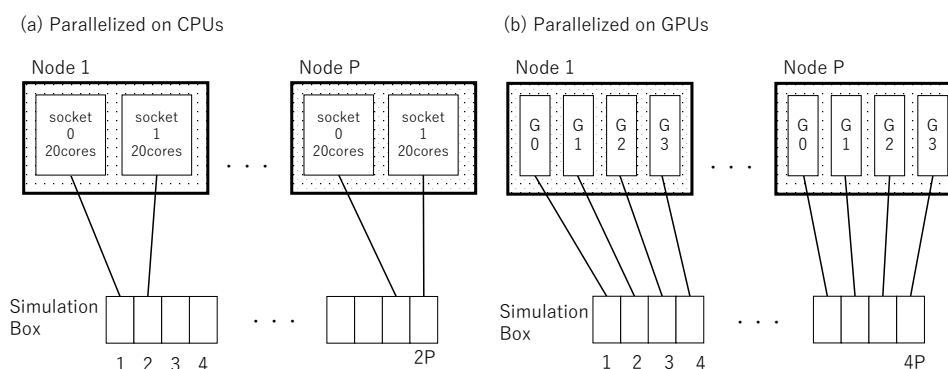 (a) Parallelized on CPUs
Node 1
Node P
socket
0
20cores
socket
1
20cores
. . .
socket
0
20cores
socket
1
20cores
Simulation
Box
1 2 3 4
. . .
2P
(b) Parallelized on GPUs
Node 1
Node P
G
0
G
1
G
2
G
3
. . .
G
0
G
1
G
2
G
3
Simulation
Box
1 2 3 4
. . .
4P